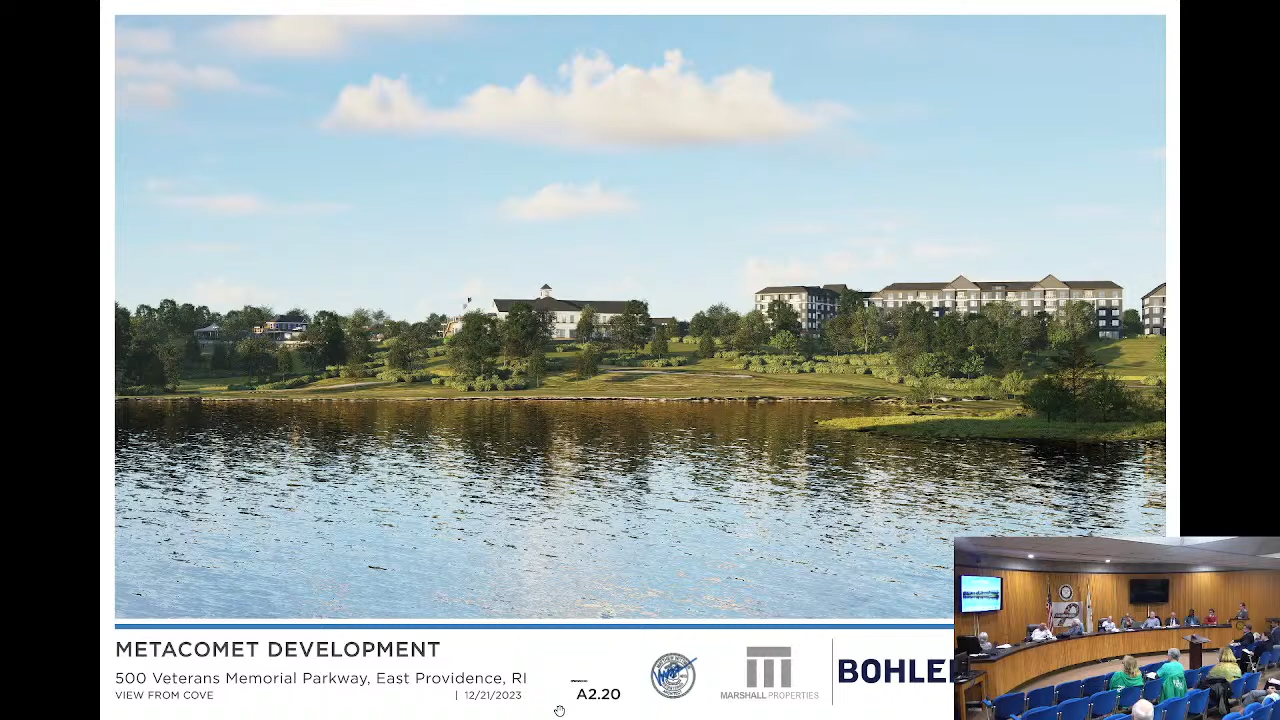 METACOMET DEVELOPMENT
500 Veterans Memorial Parkway, East Providence, RI
VIEW FROM COVE | 12/21/2023
A2.20
MARSHALL PROPERTIES
BOHLE